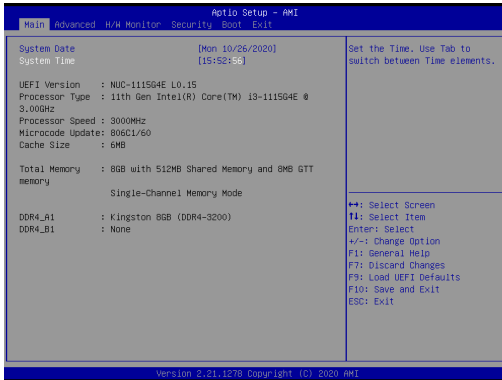 Aptio Setup – AMI
Main Advanced H/W Monitor Security Boot Exit
System Date [Mon 10/26/2020]
System Time [15:52:56]
UEFI Version : NUC-1115G4E L0.15
Processor Type : 11th Gen Intel(R) Core(TM) i3-1115G4E @
3.00GHz
Processor Speed : 3000MHz
Microcode Update: 806C1/60
Cache Size : 6MB
Total Memory : 8GB with 512MB Shared Memory and 8MB GTT
memory
Single-Channel Memory Mode
DDR4_A1 : Kingston 8GB (DDR4-3200)
DDR4_B1 : None
Set the Time. Use Tab to
switch between Time elements.
↔: Select Screen
↑↓: Select Item
Enter: Select
+/-: Change Option
F1: General Help
F7: Discard Changes
F9: Load UEFI Defaults
F10: Save and Exit
ESC: Exit
Version 2.21.1278 Copyright (C) 2020 AMI